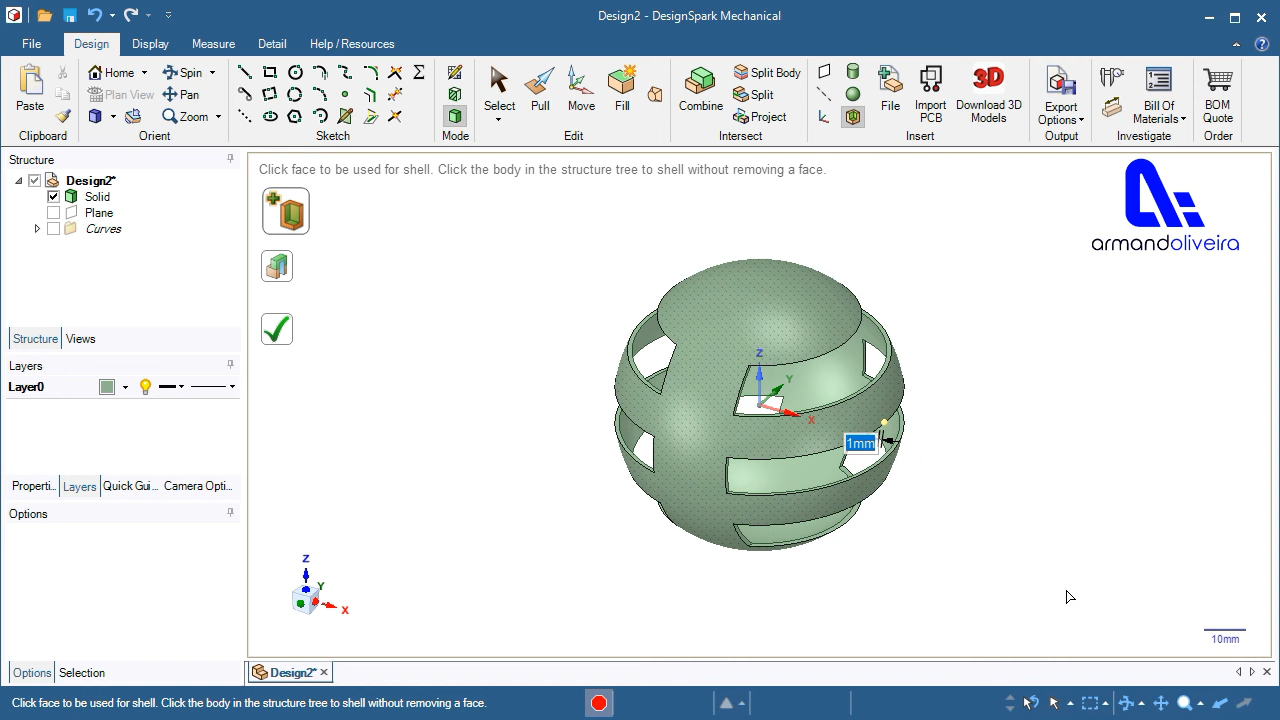 Design2 - DesignSpark Mechanical
File
Design
Display
Measure
Detail
Help / Resources
Paste
Clipboard
Home
Spin
Plan View
Pan
Zoom
Orient
Sketch
Mode
Select
Pull
Move
Fill
Edit
Combine
Split Body
Split
Project
Intersect
File
Import PCB
Download 3D Models
3D
Insert
Export Options
Output
Bill Of Materials
Investigate
BOM Quote
Order
Structure
Design2*
Solid
Plane
Curves
Structure
Views
Layers
Layer0
Properti..
Layers
Quick Gui...
Camera Opti...
Options
Options
Selection
Click face to be used for shell. Click the body in the structure tree to shell without removing a face.
armandoliveira
Z
Y
X
1mm
Z
Y
X
10mm
Design2*
Click face to be used for shell. Click the body in the structure tree to shell without removing a face.